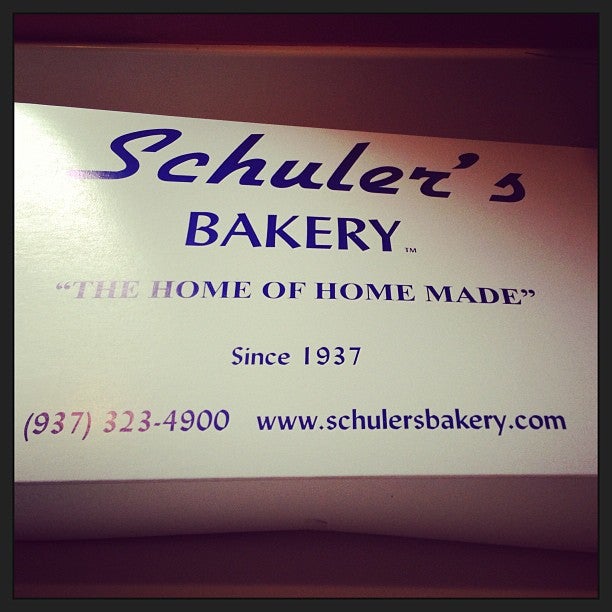 Schuler's
BAKERY™
“THE HOME OF HOME MADE”
Since 1937
(937) 323-4900 www.schulersbakery.com